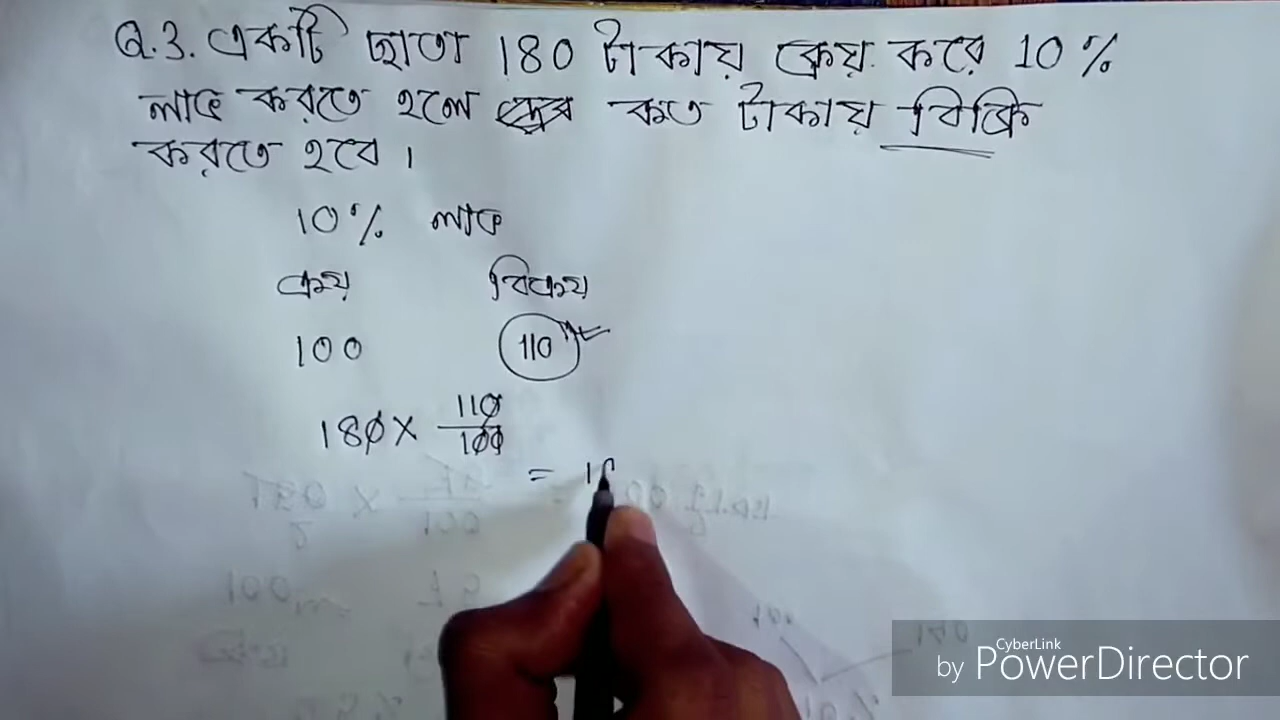 Q.3. একটি ছাতা 180 টাকায় ক্রয় করে 10%
লাভ করতে হলে কত টাকায় বিক্রি
করতে হবে।
10% লাভ
ক্রয় বিক্রয়
100 110
180 × 110/100
= 1
CyberLink
by PowerDirector